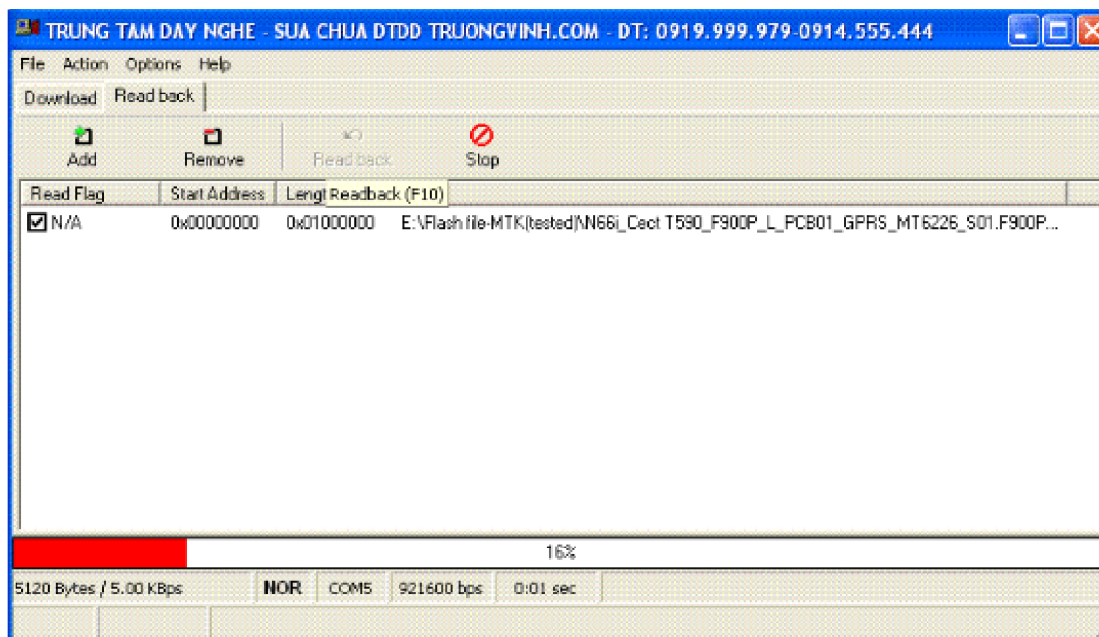 TRUNG TAM DAY NGHE - SUA CHUA DTDD TRUONGVINH.COM - DT: 0919.999.979-0914.555.444
File Action Options Help
Download Read back
Add Remove Read back Stop
Read Flag Start Address Lengt Readback (F10)
N/A 0x00000000 0x01000000 E:\Flash file-MTK(tested)\N66i_Cect T590_F900P_L_PCB01_GPRS_MT6226_S01.F900P...
16%
5120 Bytes / 5.00 KBps NOR COM5 921600 bps 0:01 sec